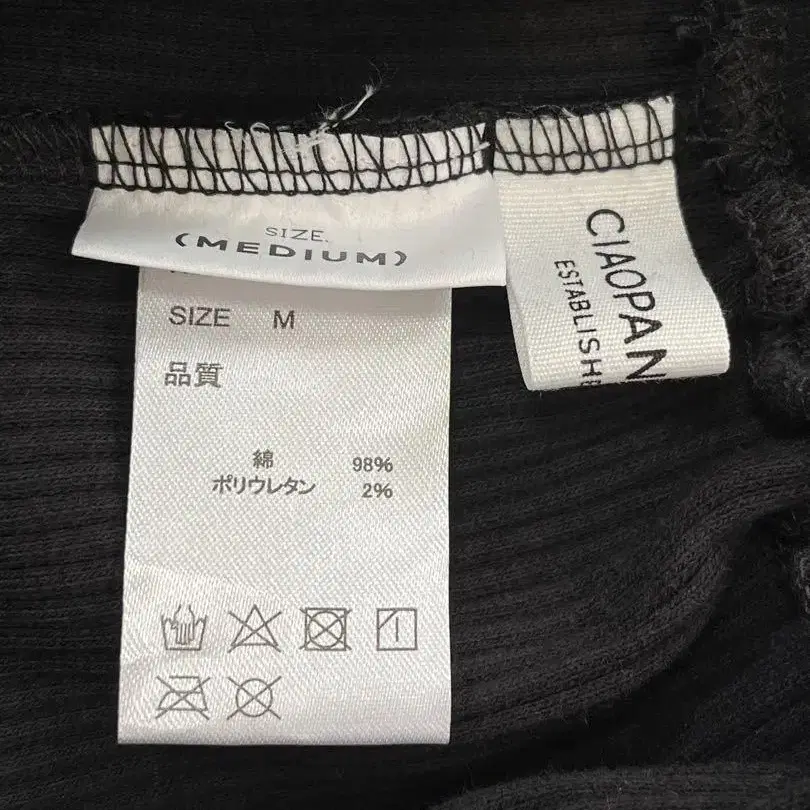 SIZE.
(MEDIUM)
SIZE M
品質
綿 98%
ポリウレタン 2%
CIAOPAN
ESTABLISHE